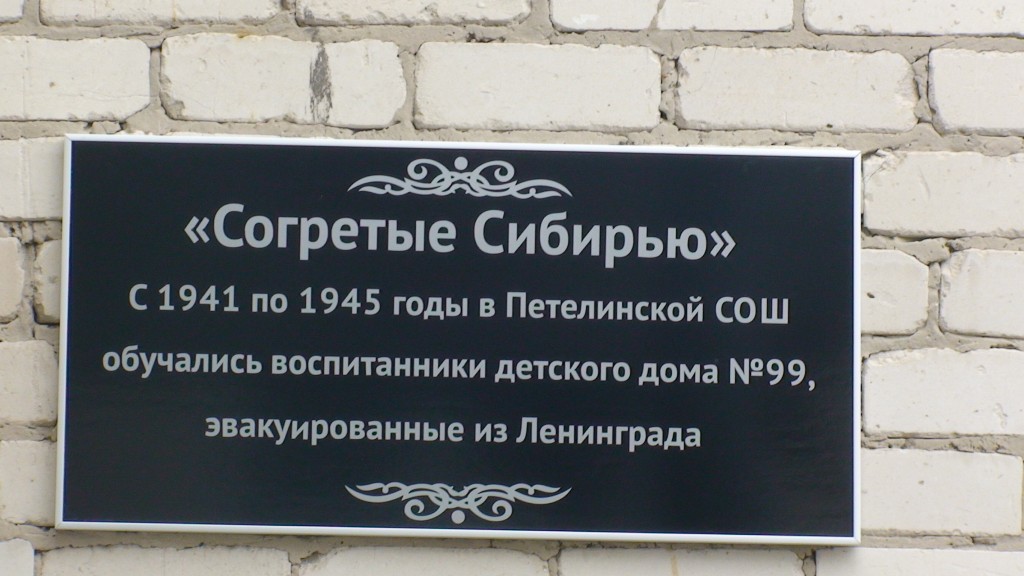 «Согретые Сибирью»
С 1941 по 1945 годы в Петелинской СОШ
обучались воспитанники детского дома №99,
эвакуированные из Ленинграда